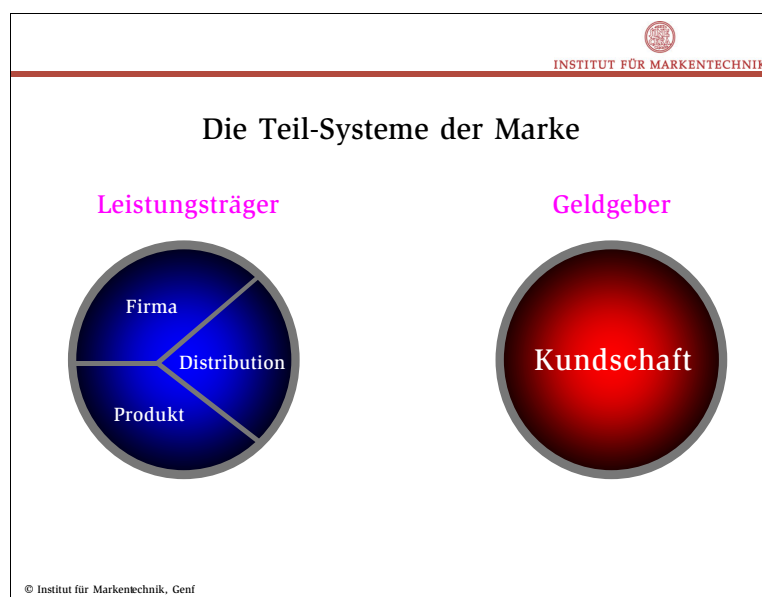 INSTITUT FÜR MARKENTECHNIK
Die Teil-Systeme der Marke
Leistungsträger
Geldgeber
Firma
Distribution
Produkt
Kundschaft
© Institut für Markentechnik, Genf